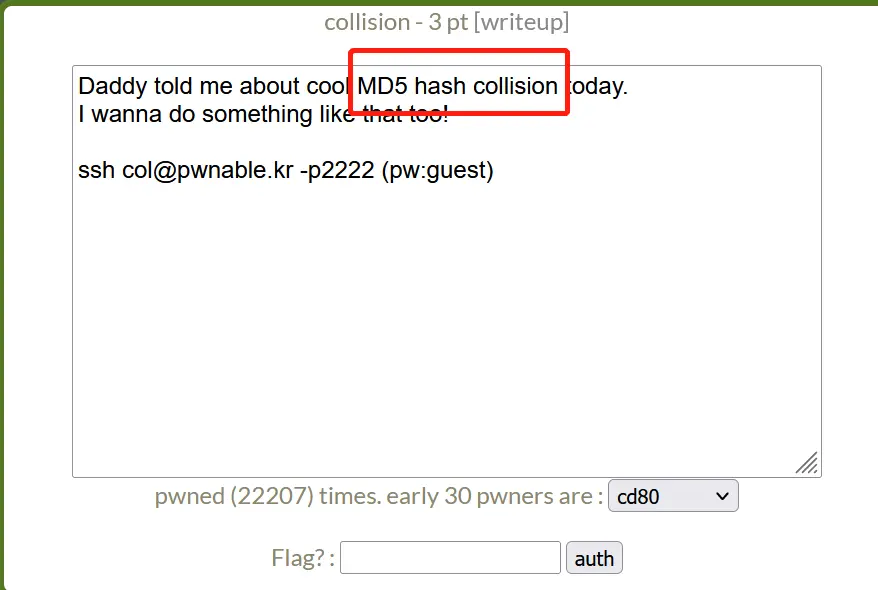 collision - 3 pt [writeup]
Daddy told me about cool MD5 hash collision today.
I wanna do something like that too!
ssh col@pwnable.kr -p2222 (pw:guest)
pwned (22207) times. early 30 pwners are : cd80
Flag? : auth